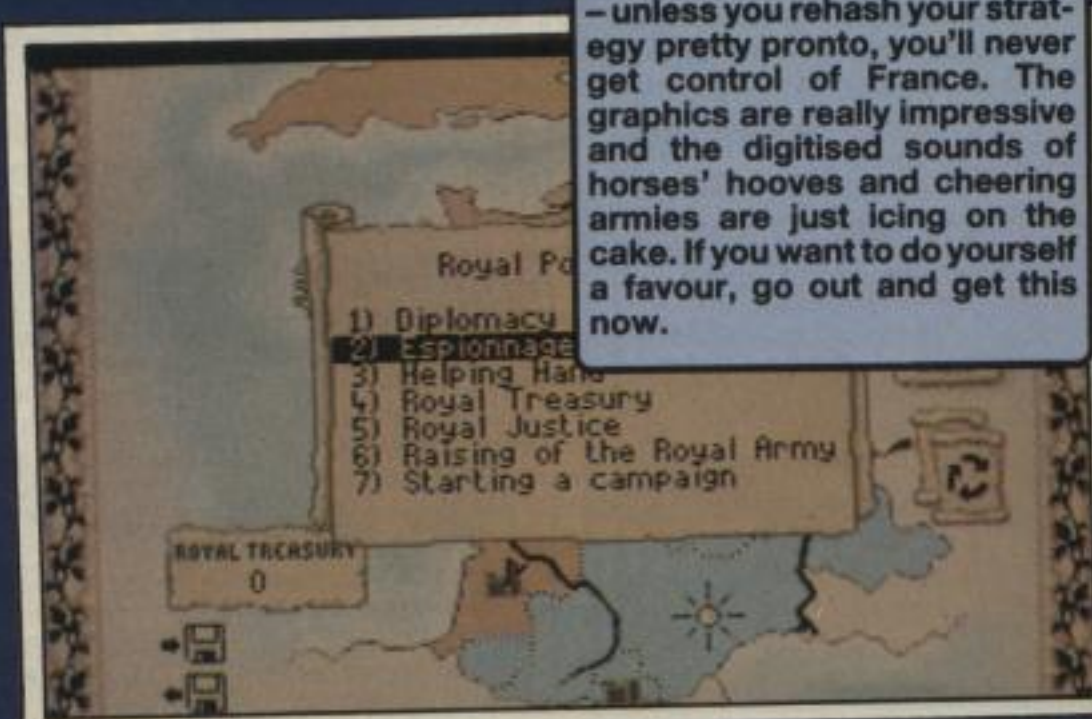 – unless you rehash your strat-
egy pretty pronto, you'll never
get control of France. The
graphics are really impressive
and the digitised sounds of
horses' hooves and cheering
armies are just icing on the
cake. If you want to do yourself
a favour, go out and get this
now.
Royal Po
1) Diplomacy
2) Espionnage
3) Helping Hand
4) Royal Treasury
5) Royal Justice
6) Raising of the Royal Army
7) Starting a campaign
ROYAL TREASURY
0